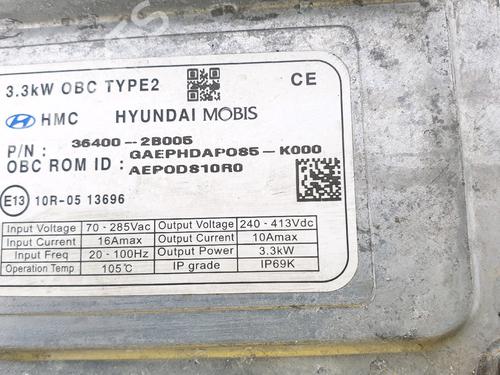 3.3kW OBC TYPE2 CE
HMC HYUNDAI MOBIS
P/N : 36400-2B005
GAEPHDAP085-K000
OBC ROM ID : AEPOD810R0
E13 10R-05 13696
Input Voltage 70 - 285Vac Output Voltage 240 - 413Vdc
Input Current 16Amax Output Current 10Amax
Input Freq 20 - 100Hz Output Power 3.3kW
Operation Temp 105℃ IP grade IP69K